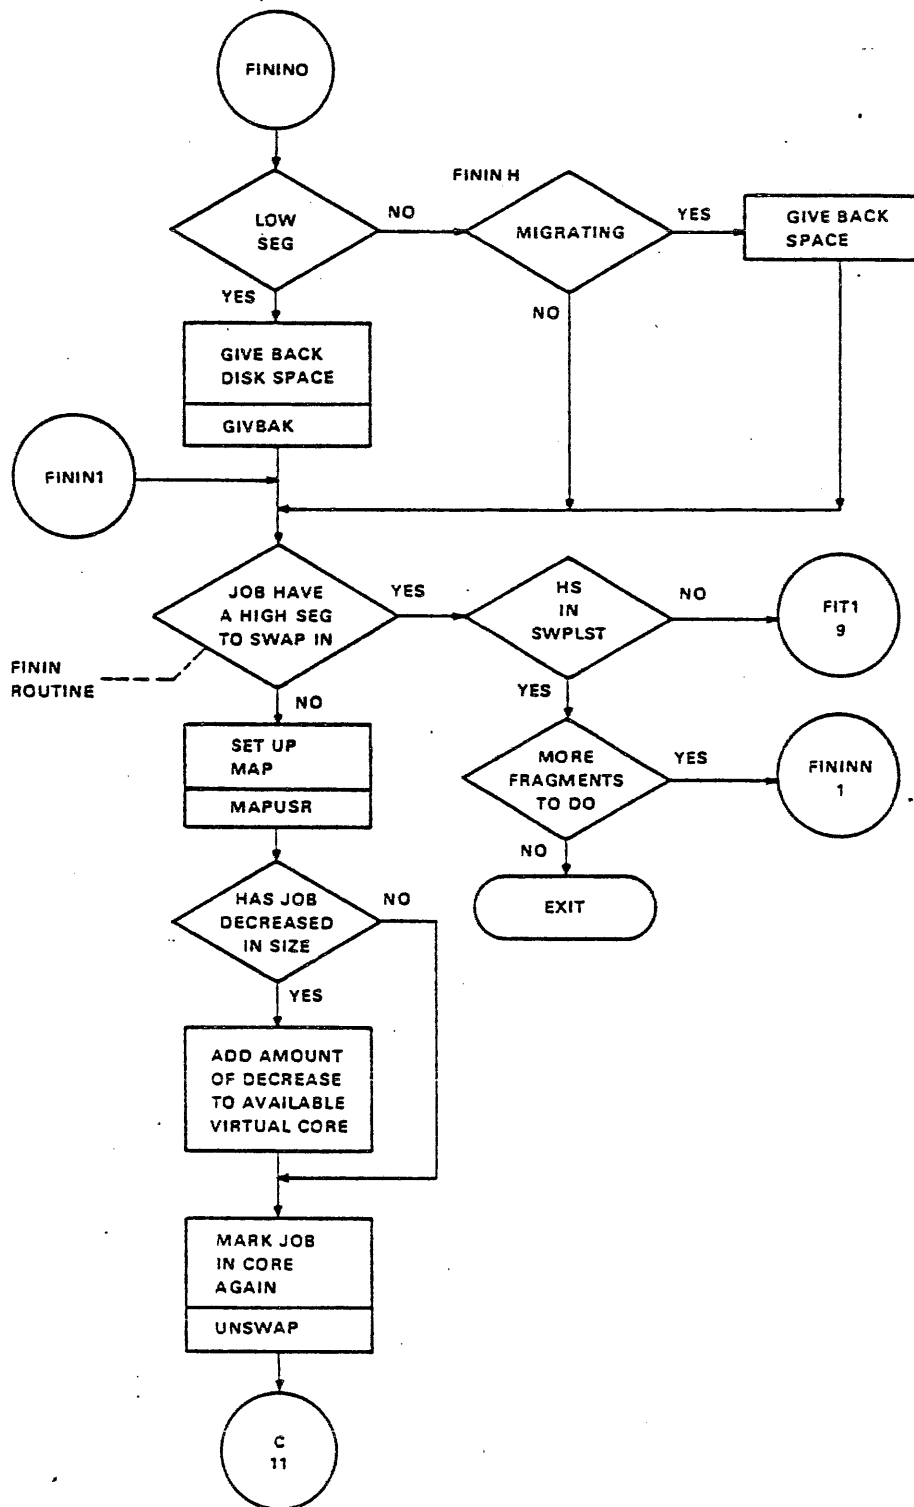 FININ0
LOW
SEG
NO
FININ H
MIGRATING
YES
GIVE BACK
SPACE
YES
NO
GIVE BACK
DISK SPACE
GIVBAK
FININ1
JOB HAVE
A HIGH SEG
TO SWAP IN
YES
HS
IN
SWPLST
NO
FIT1
9
FININ
ROUTINE
NO
YES
SET UP
MAP
MAPUSR
MORE
FRAGMENTS
TO DO
YES
FININN
1
NO
EXIT
HAS JOB
DECREASED
IN SIZE
NO
YES
ADD AMOUNT
OF DECREASE
TO AVAILABLE
VIRTUAL CORE
MARK JOB
IN CORE
AGAIN
UNSWAP
C
11